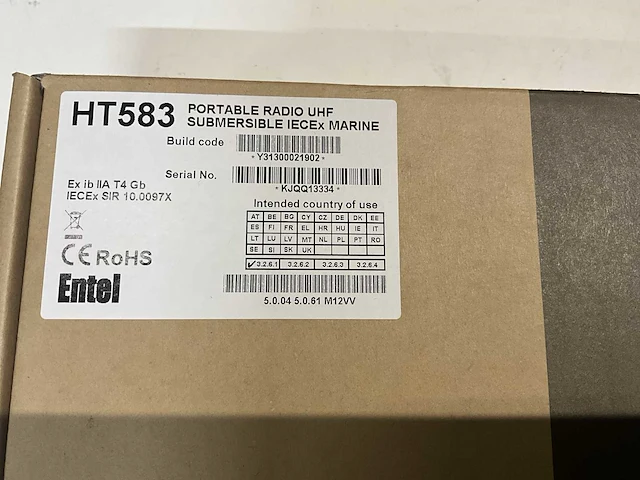 HT583 PORTABLE RADIO UHF
SUBMERSIBLE IECEx MARINE
Build code
* Y31300021902 *
Serial No.
* KJQQ13334 *
Ex ib IIA T4 Gb
IECEx SIR 10.0097X
Intended country of use
AT BE BG CY CZ DE DK EE
ES FI FR EL HR HU IE IT
LT LU LV MT NL PL PT RO
SE SI SK UK
✓3.2.6.1 3.2.6.2 3.2.6.3 3.2.6.4
CE RoHS
Entel
5.0.04 5.0.61 M12VV